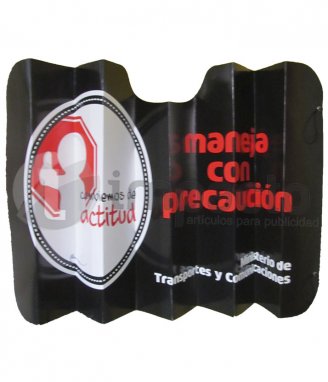 cambiemos de
actitud
maneja
con
precaución
artículos para publicidad
Ministerio de
Transportes y Comunicaciones